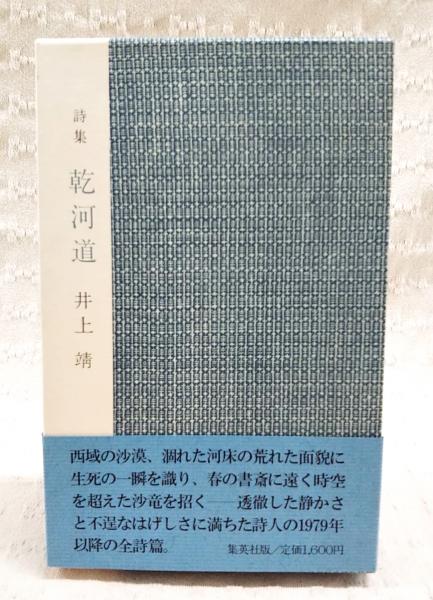 詩集
乾河道
井上靖
西域の沙漠、涸れた河床の荒れた面貌に
生死の一瞬を識り、春の書斎に遠く時空
を超えた沙竜を招く——透徹した静かさ
と不逞なはげしさに満ちた詩人の1979年
以降の全詩篇。
集英社版/定価1,600円